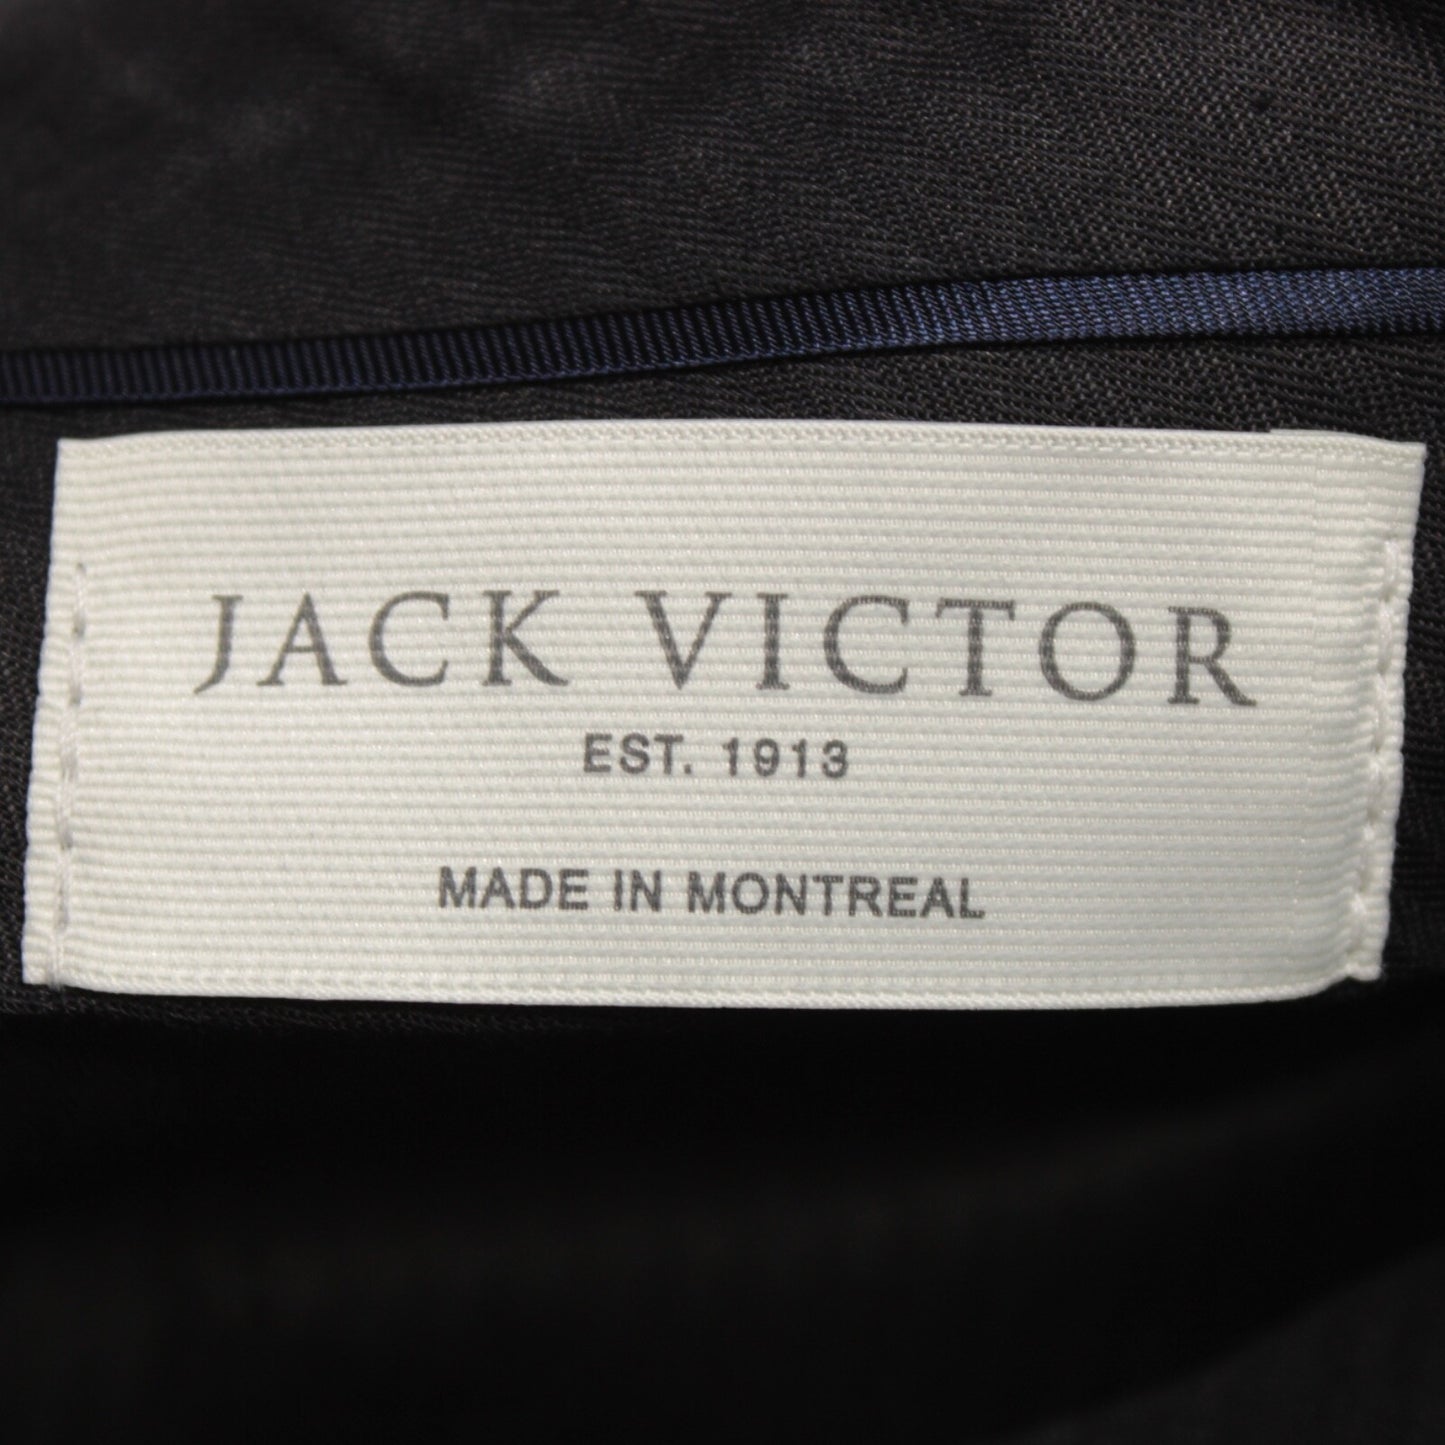 JACK VICTOR
EST. 1913
MADE IN MONTREAL